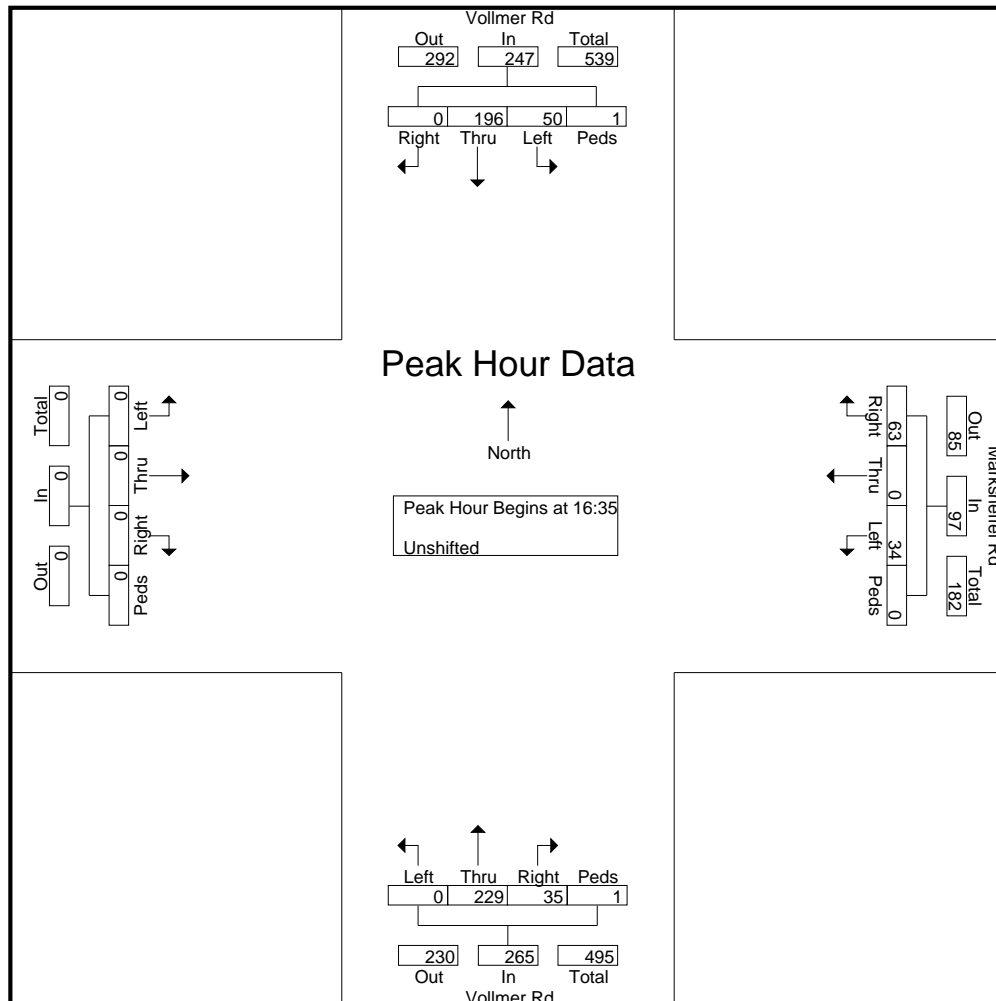 Vollmer Rd
Out In Total
292 247 539
0 196 50 1
Right Thru Left Peds
Peak Hour Data
North
Peak Hour Begins at 16:35
Unshifted
Total In Out
0 0 0
0 0 0 0
Left Thru Right Peds
Right Thru Left Peds
63 0 34 0
Out In Total
85 97 182
Left Thru Right Peds
0 229 35 1
230 265 495
Out In Total
Vollmer Rd